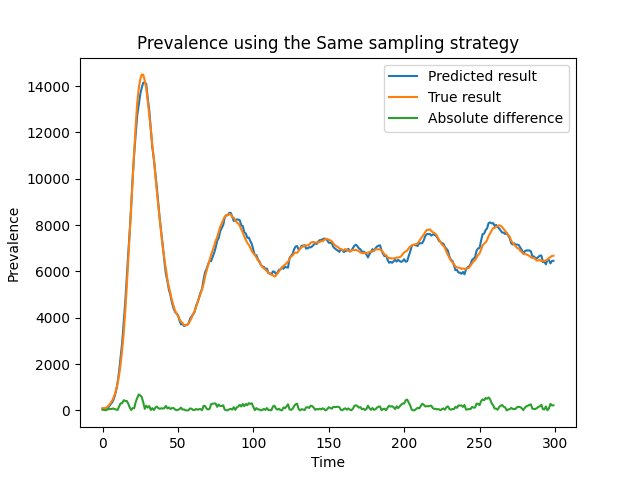 Prevalence using the Same sampling strategy
Predicted result
True result
Absolute difference
Prevalence
14000
12000
10000
8000
6000
4000
2000
0
0 50 100 150 200 250 300
Time